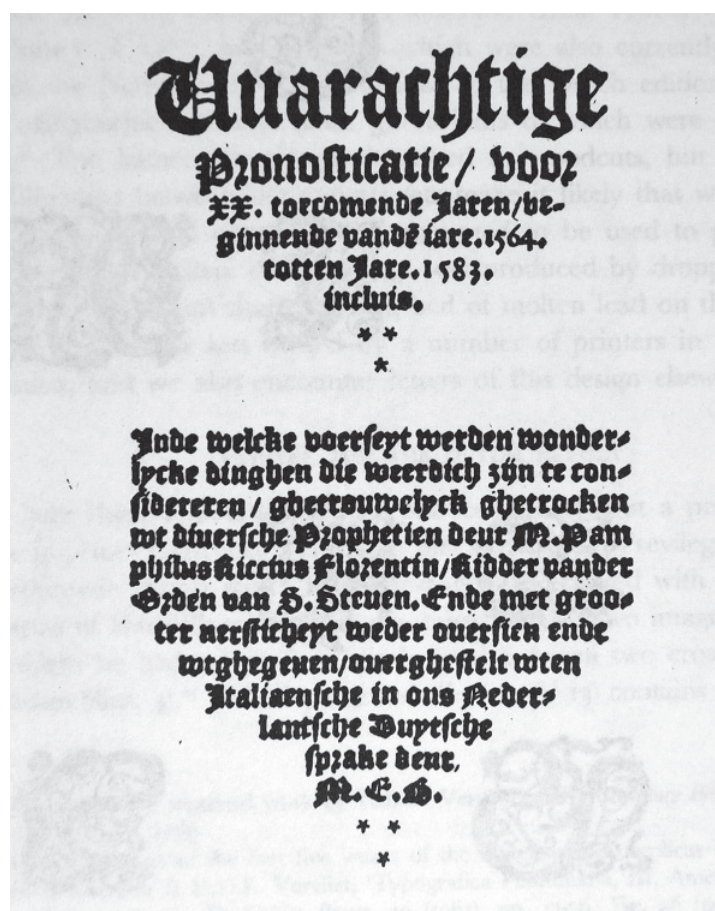 Vuarachtige
Pronosticatie/ voor
XX. toecomende Jaren/be-
ginnende vandē iare.1564.
totten Jare.1583.
incluis.
* *
*
Inde welcke voerseyt werden wonder-
lycke dinghen die weerdich zijn te con-
sidereren/ ghetrouwelyck ghetrocken
wt diuersche Prophetien deur M.Pam
philus Riccius Florentin/Ridder vander
Orden van S. Steuen. Ende met groo-
ter neersticheyt weder ouersien ende
wtghegeuen/ouerghestelt wten
Italiaensche in ons Neder-
lantsche Duytsche
sprake deur.
M.E.B.
* *
*